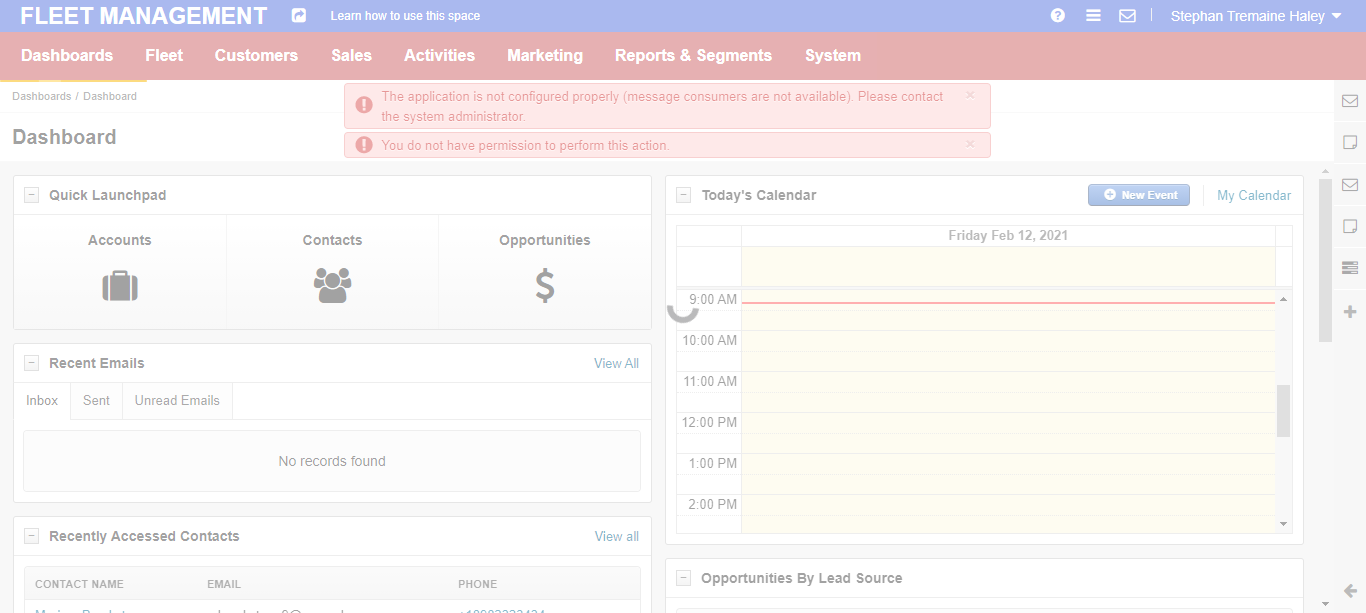 FLEET MANAGEMENT
Learn how to use this space
Stephan Tremaine Haley
Dashboards Fleet Customers Sales Activities Marketing Reports & Segments System
Dashboards / Dashboard
The application is not configured properly (message consumers are not available). Please contact
the system administrator.
You do not have permission to perform this action.
Dashboard
Quick Launchpad
Accounts Contacts Opportunities
Recent Emails View All
Inbox Sent Unread Emails
No records found
Recently Accessed Contacts View all
CONTACT NAME EMAIL PHONE
Today's Calendar New Event My Calendar
Friday Feb 12, 2021
9:00 AM
10:00 AM
11:00 AM
12:00 PM
1:00 PM
2:00 PM
Opportunities By Lead Source